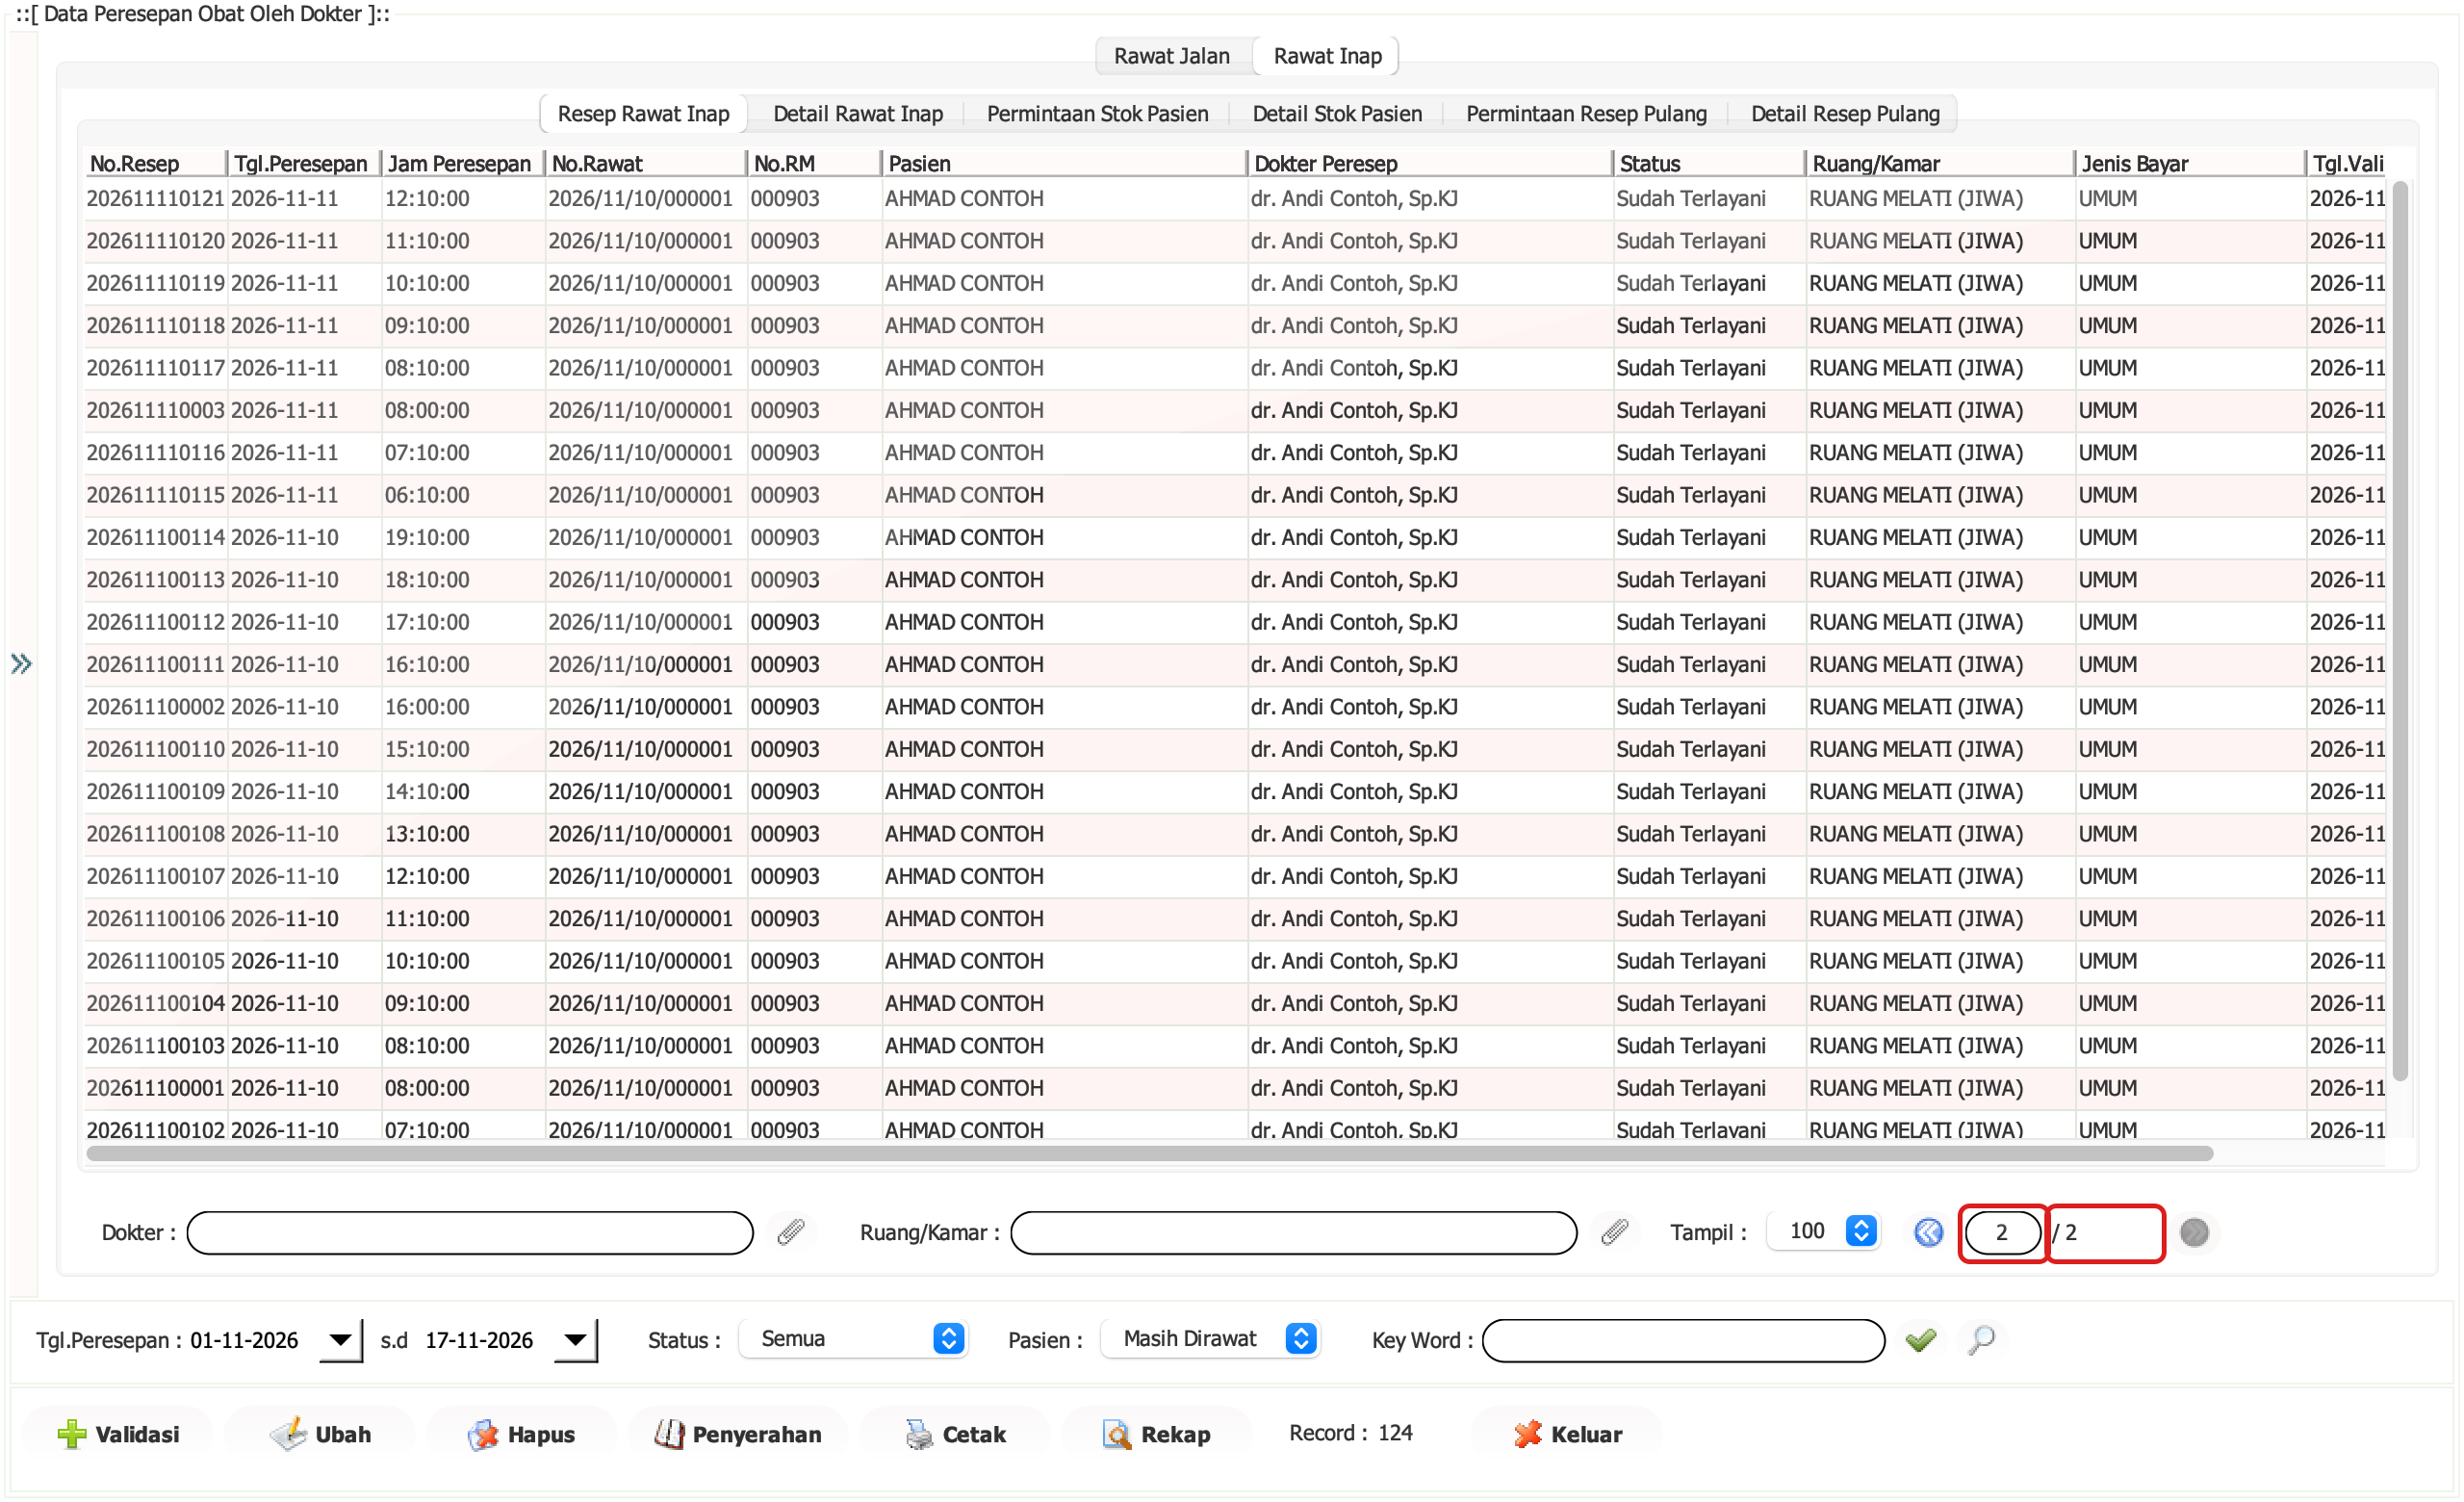 ::[ Data Peresepan Obat Oleh Dokter ]::
Rawat Jalan Rawat Inap
Resep Rawat Inap Detail Rawat Inap Permintaan Stok Pasien Detail Stok Pasien Permintaan Resep Pulang Detail Resep Pulang
No.Resep Tgl.Peresepan Jam Peresepan No.Rawat No.RM Pasien Dokter Peresep Status Ruang/Kamar Jenis Bayar Tgl.Vali
202611110121 2026-11-11 12:10:00 2026/11/10/000001 000903 AHMAD CONTOH dr. Andi Contoh, Sp.KJ Sudah Terlayani RUANG MELATI (JIWA) UMUM 2026-11
202611110120 2026-11-11 11:10:00 2026/11/10/000001 000903 AHMAD CONTOH dr. Andi Contoh, Sp.KJ Sudah Terlayani RUANG MELATI (JIWA) UMUM 2026-11
202611110119 2026-11-11 10:10:00 2026/11/10/000001 000903 AHMAD CONTOH dr. Andi Contoh, Sp.KJ Sudah Terlayani RUANG MELATI (JIWA) UMUM 2026-11
202611110118 2026-11-11 09:10:00 2026/11/10/000001 000903 AHMAD CONTOH dr. Andi Contoh, Sp.KJ Sudah Terlayani RUANG MELATI (JIWA) UMUM 2026-11
202611110117 2026-11-11 08:10:00 2026/11/10/000001 000903 AHMAD CONTOH dr. Andi Contoh, Sp.KJ Sudah Terlayani RUANG MELATI (JIWA) UMUM 2026-11
202611110003 2026-11-11 08:00:00 2026/11/10/000001 000903 AHMAD CONTOH dr. Andi Contoh, Sp.KJ Sudah Terlayani RUANG MELATI (JIWA) UMUM 2026-11
202611110116 2026-11-11 07:10:00 2026/11/10/000001 000903 AHMAD CONTOH dr. Andi Contoh, Sp.KJ Sudah Terlayani RUANG MELATI (JIWA) UMUM 2026-11
202611110115 2026-11-11 06:10:00 2026/11/10/000001 000903 AHMAD CONTOH dr. Andi Contoh, Sp.KJ Sudah Terlayani RUANG MELATI (JIWA) UMUM 2026-11
202611100114 2026-11-10 19:10:00 2026/11/10/000001 000903 AHMAD CONTOH dr. Andi Contoh, Sp.KJ Sudah Terlayani RUANG MELATI (JIWA) UMUM 2026-11
202611100113 2026-11-10 18:10:00 2026/11/10/000001 000903 AHMAD CONTOH dr. Andi Contoh, Sp.KJ Sudah Terlayani RUANG MELATI (JIWA) UMUM 2026-11
202611100112 2026-11-10 17:10:00 2026/11/10/000001 000903 AHMAD CONTOH dr. Andi Contoh, Sp.KJ Sudah Terlayani RUANG MELATI (JIWA) UMUM 2026-11
202611100111 2026-11-10 16:10:00 2026/11/10/000001 000903 AHMAD CONTOH dr. Andi Contoh, Sp.KJ Sudah Terlayani RUANG MELATI (JIWA) UMUM 2026-11
202611100002 2026-11-10 16:00:00 2026/11/10/000001 000903 AHMAD CONTOH dr. Andi Contoh, Sp.KJ Sudah Terlayani RUANG MELATI (JIWA) UMUM 2026-11
202611100110 2026-11-10 15:10:00 2026/11/10/000001 000903 AHMAD CONTOH dr. Andi Contoh, Sp.KJ Sudah Terlayani RUANG MELATI (JIWA) UMUM 2026-11
202611100109 2026-11-10 14:10:00 2026/11/10/000001 000903 AHMAD CONTOH dr. Andi Contoh, Sp.KJ Sudah Terlayani RUANG MELATI (JIWA) UMUM 2026-11
202611100108 2026-11-10 13:10:00 2026/11/10/000001 000903 AHMAD CONTOH dr. Andi Contoh, Sp.KJ Sudah Terlayani RUANG MELATI (JIWA) UMUM 2026-11
202611100107 2026-11-10 12:10:00 2026/11/10/000001 000903 AHMAD CONTOH dr. Andi Contoh, Sp.KJ Sudah Terlayani RUANG MELATI (JIWA) UMUM 2026-11
202611100106 2026-11-10 11:10:00 2026/11/10/000001 000903 AHMAD CONTOH dr. Andi Contoh, Sp.KJ Sudah Terlayani RUANG MELATI (JIWA) UMUM 2026-11
202611100105 2026-11-10 10:10:00 2026/11/10/000001 000903 AHMAD CONTOH dr. Andi Contoh, Sp.KJ Sudah Terlayani RUANG MELATI (JIWA) UMUM 2026-11
202611100104 2026-11-10 09:10:00 2026/11/10/000001 000903 AHMAD CONTOH dr. Andi Contoh, Sp.KJ Sudah Terlayani RUANG MELATI (JIWA) UMUM 2026-11
202611100103 2026-11-10 08:10:00 2026/11/10/000001 000903 AHMAD CONTOH dr. Andi Contoh, Sp.KJ Sudah Terlayani RUANG MELATI (JIWA) UMUM 2026-11
202611100001 2026-11-10 08:00:00 2026/11/10/000001 000903 AHMAD CONTOH dr. Andi Contoh, Sp.KJ Sudah Terlayani RUANG MELATI (JIWA) UMUM 2026-11
202611100102 2026-11-10 07:10:00 2026/11/10/000001 000903 AHMAD CONTOH dr. Andi Contoh, Sp.KJ Sudah Terlayani RUANG MELATI (JIWA) UMUM 2026-11
Dokter : Ruang/Kamar : Tampil : 100 2 / 2
Tgl.Peresepan : 01-11-2026 s.d 17-11-2026 Status : Semua Pasien : Masih Dirawat Key Word :
Validasi Ubah Hapus Penyerahan Cetak Rekap Record : 124 Keluar